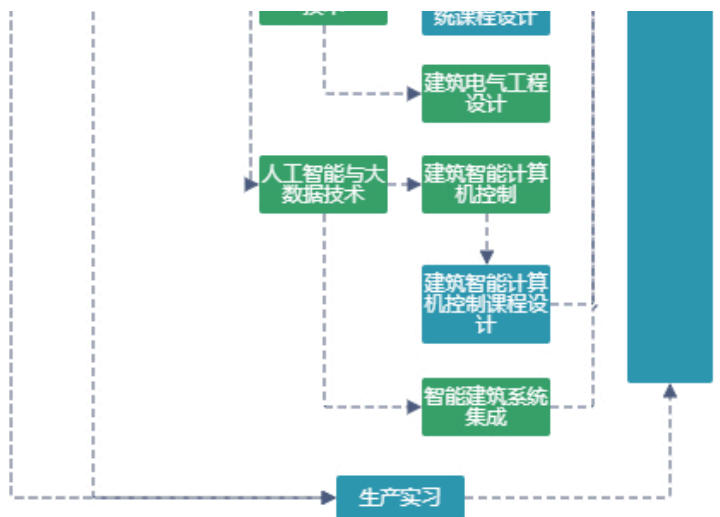 技术
统课程设计
建筑电气工程
设计
人工智能与大
数据技术
建筑智能计算
机控制
建筑智能计算
机控制课程设
计
智能建筑系统
集成
生产实习